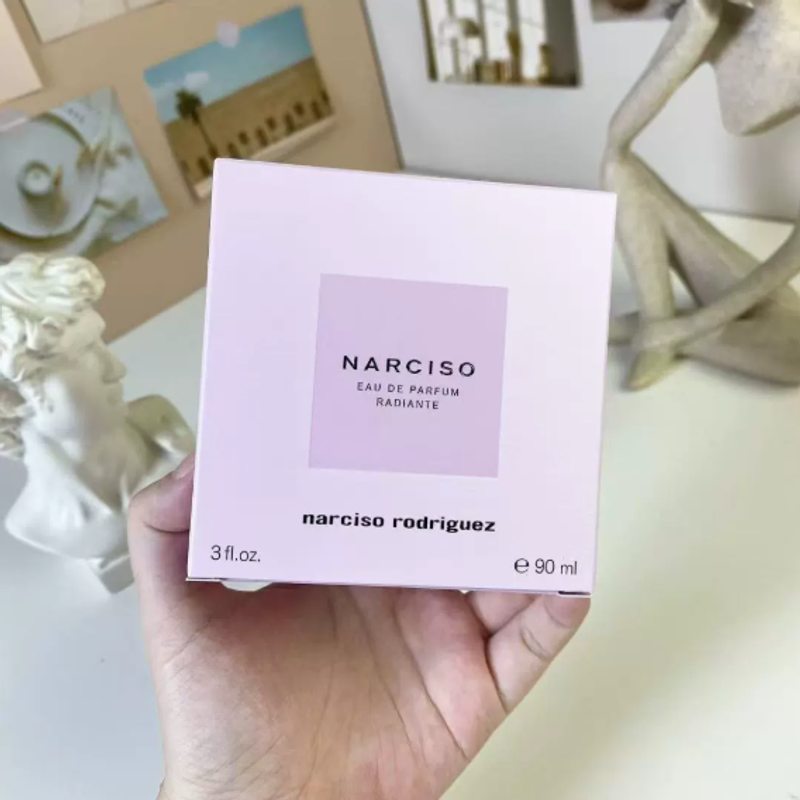 NARCISO
EAU DE PARFUM
RADIANTE
narciso rodriguez
3 fl.oz.
℮ 90 ml